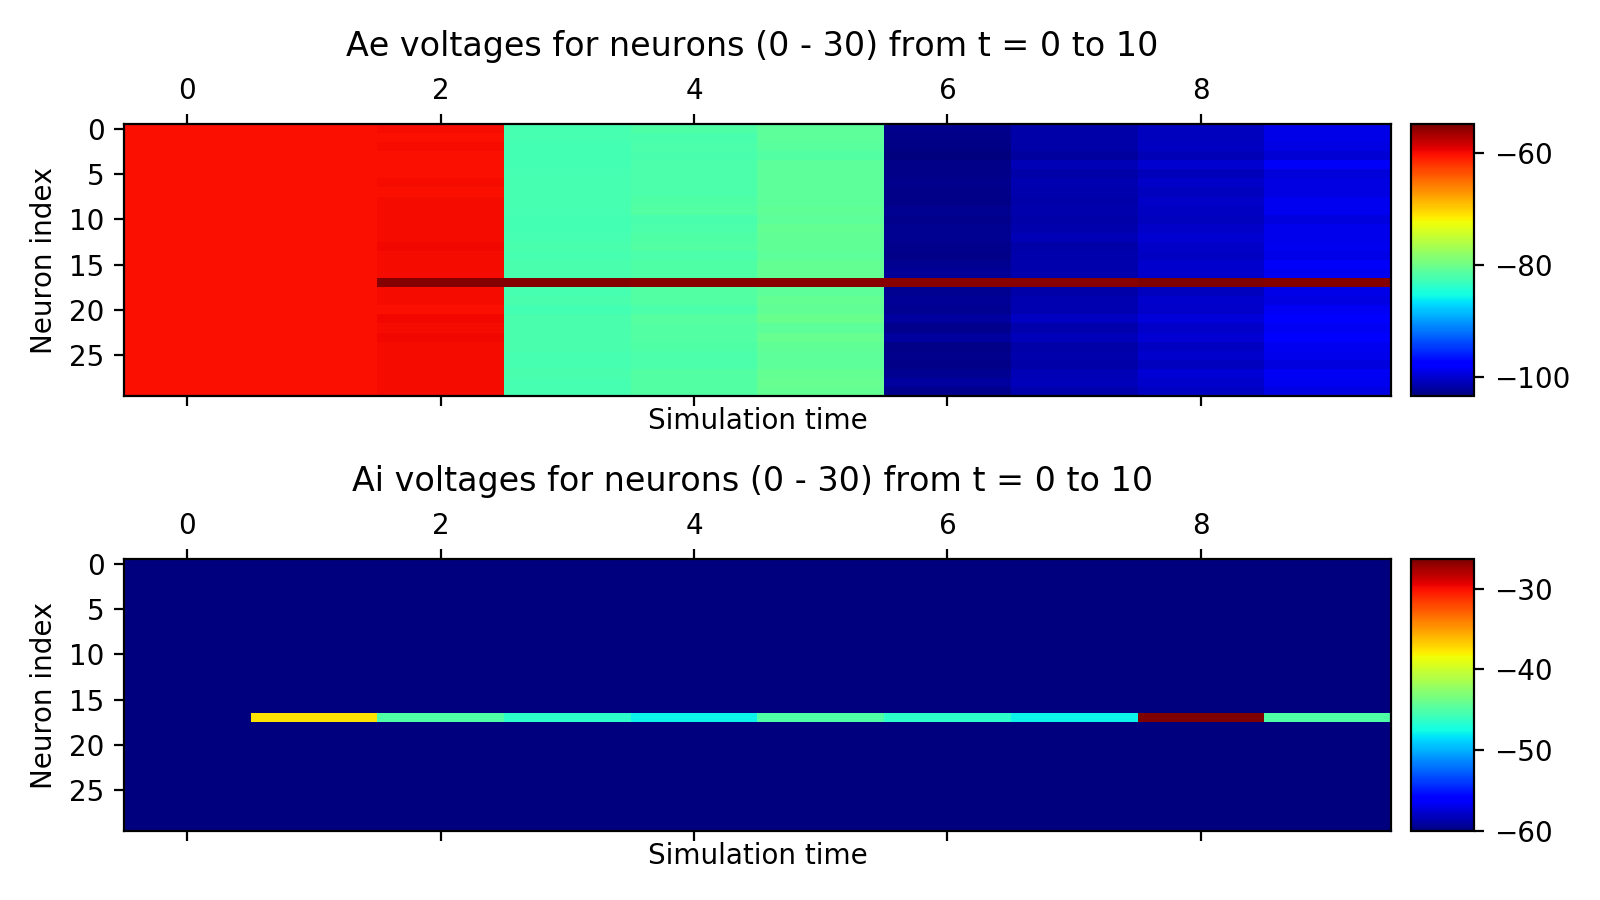 Ae voltages for neurons (0 - 30) from t = 0 to 10
0 2 4 6 8
Neuron index
0
5
10
15
20
25
−60
−80
−100
Simulation time
Ai voltages for neurons (0 - 30) from t = 0 to 10
0 2 4 6 8
Neuron index
0
5
10
15
20
25
−30
−40
−50
−60
Simulation time